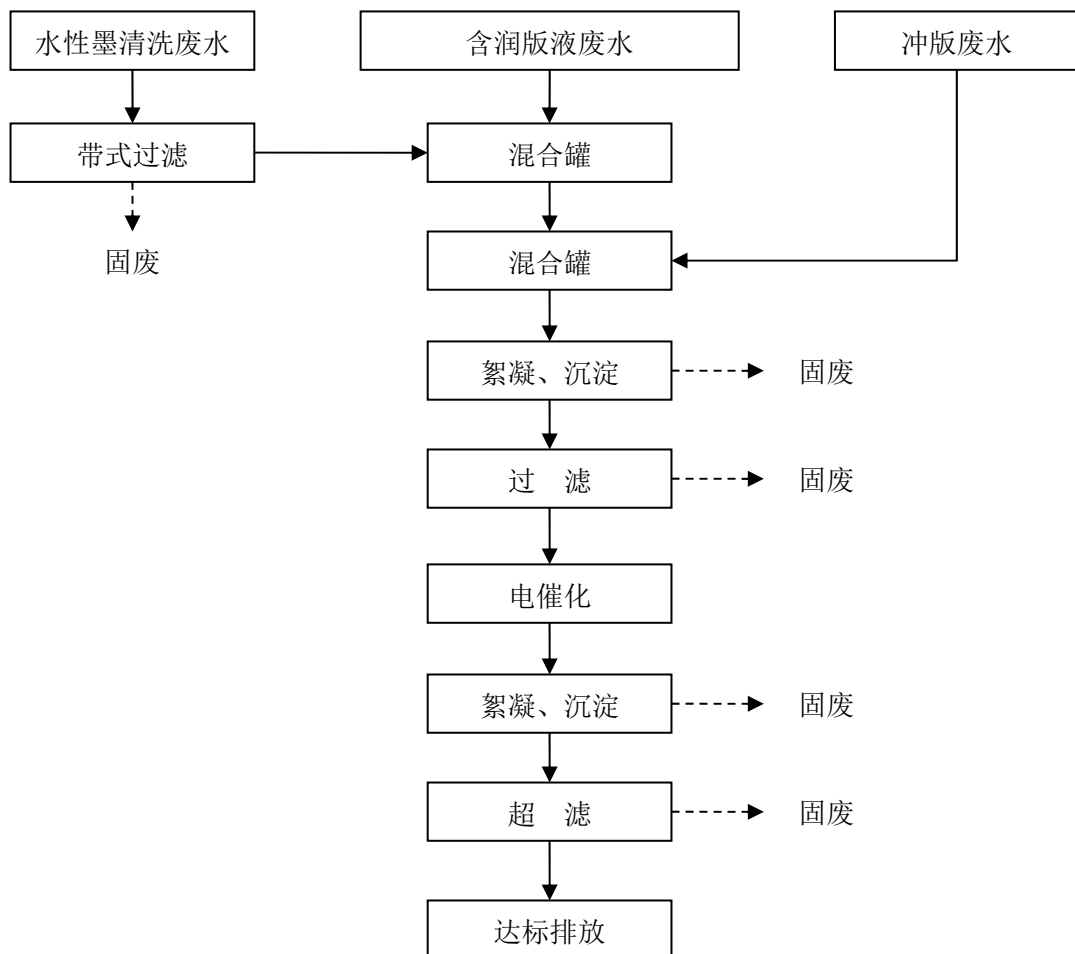 水性墨清洗废水
含润版液废水
冲版废水
带式过滤
混合罐
固废
混合罐
絮凝、沉淀
固废
过　滤
固废
电催化
絮凝、沉淀
固废
超　滤
固废
达标排放